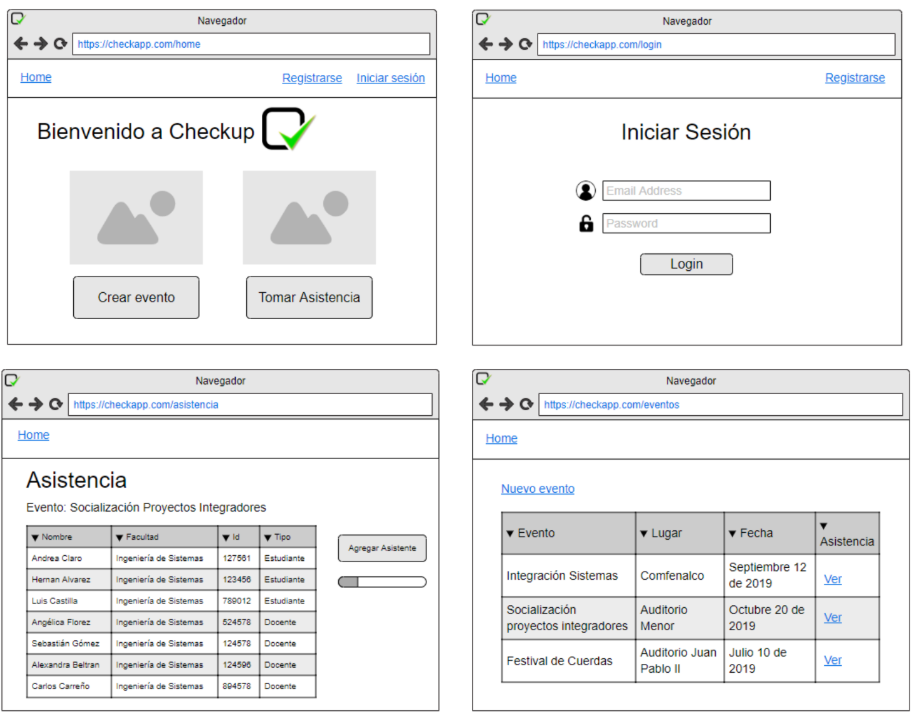 Navegador
https://checkapp.com/home
Home Registrarse Iniciar sesión
Bienvenido a Checkup
Crear evento Tomar Asistencia
Navegador
https://checkapp.com/login
Home Registrarse
Iniciar Sesión
Email Address
Password
Login
Navegador
https://checkapp.com/asistencia
Home
Asistencia
Evento: Socialización Proyectos Integradores
▼ Nombre ▼ Facultad ▼ Id ▼ Tipo
Andrea Claro Ingeniería de Sistemas 127561 Estudiante
Hernan Alvarez Ingeniería de Sistemas 123456 Estudiante
Luis Castilla Ingeniería de Sistemas 789012 Estudiante
Angélica Florez Ingeniería de Sistemas 524578 Docente
Sebastián Gómez Ingeniería de Sistemas 124578 Docente
Alexandra Beltran Ingeniería de Sistemas 124596 Docente
Carlos Carreño Ingeniería de Sistemas 894578 Docente
Agregar Asistente
Navegador
https://checkapp.com/eventos
Home
Nuevo evento
▼ Evento ▼ Lugar ▼ Fecha ▼ Asistencia
Integración Sistemas Comfenalco Septiembre 12
de 2019 Ver
Socialización
proyectos integradores Auditorio
Menor Octubre 20 de
2019 Ver
Festival de Cuerdas Auditorio Juan
Pablo II Julio 10 de
2019 Ver